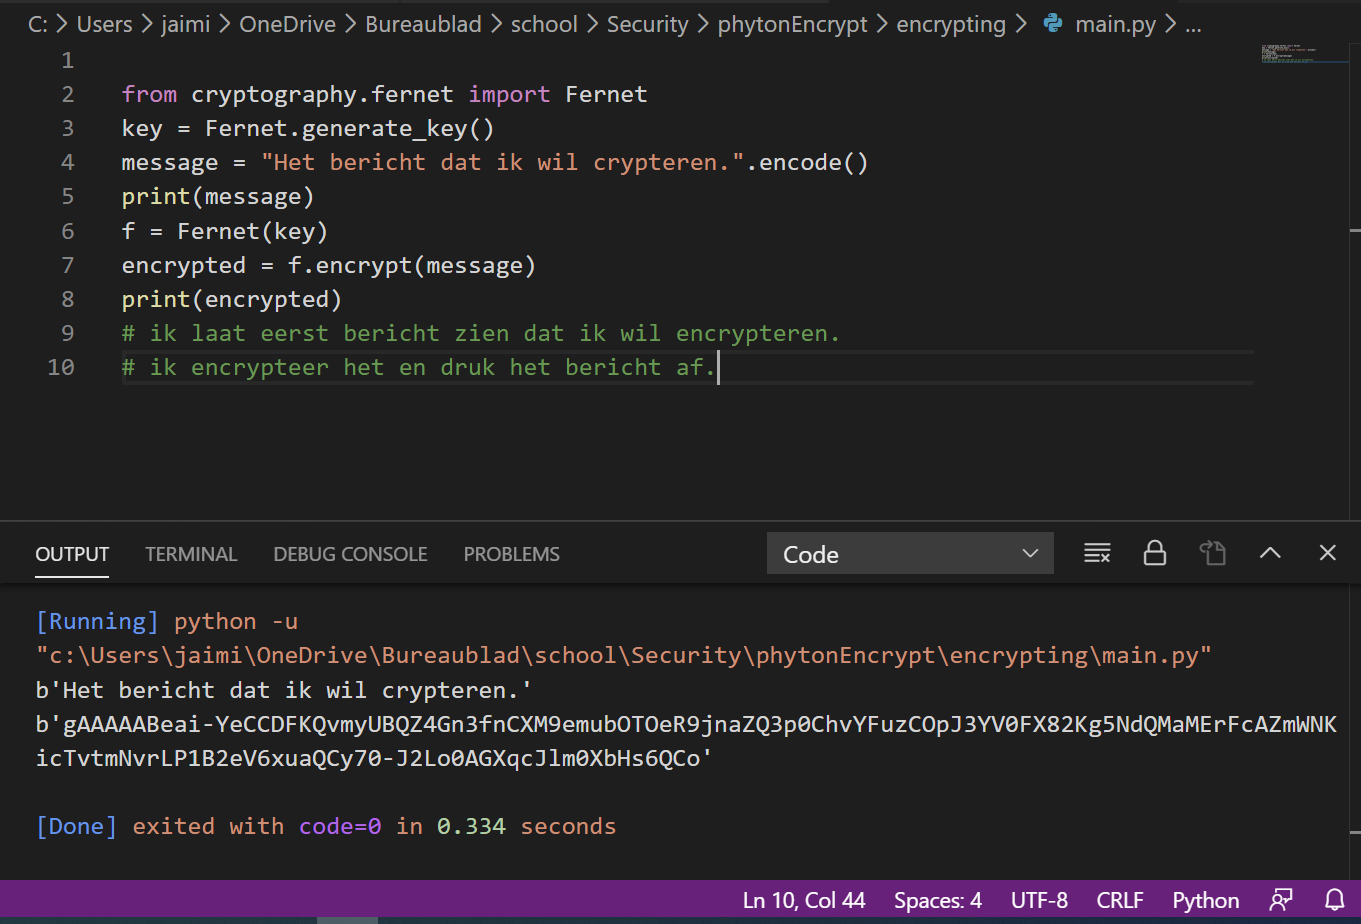 C: > Users > jaimi > OneDrive > Bureaublad > school > Security > phytonEncrypt > encrypting > main.py > ...
1
2 from cryptography.fernet import Fernet
3 key = Fernet.generate_key()
4 message = "Het bericht dat ik wil crypteren.".encode()
5 print(message)
6 f = Fernet(key)
7 encrypted = f.encrypt(message)
8 print(encrypted)
9 # ik laat eerst bericht zien dat ik wil encrypteren.
10 # ik encrypteer het en druk het bericht af.
OUTPUT TERMINAL DEBUG CONSOLE PROBLEMS Code
[Running] python -u
"c:\Users\jaimi\OneDrive\Bureaublad\school\Security\phytonEncrypt\encrypting\main.py"
b'Het bericht dat ik wil crypteren.'
b'gAAAAABeai-YeCCDFKQvmyUBQZ4Gn3fnCXM9emubOTOeR9jnaZQ3p0ChvYFuzCOpJ3YV0FX82Kg5NdQMaMErFcAZmWNK
icTvtmNvrLP1B2eV6xuaQCy70-J2Lo0AGXqcJlm0XbHs6QCo'
[Done] exited with code=0 in 0.334 seconds
Ln 10, Col 44 Spaces: 4 UTF-8 CRLF Python